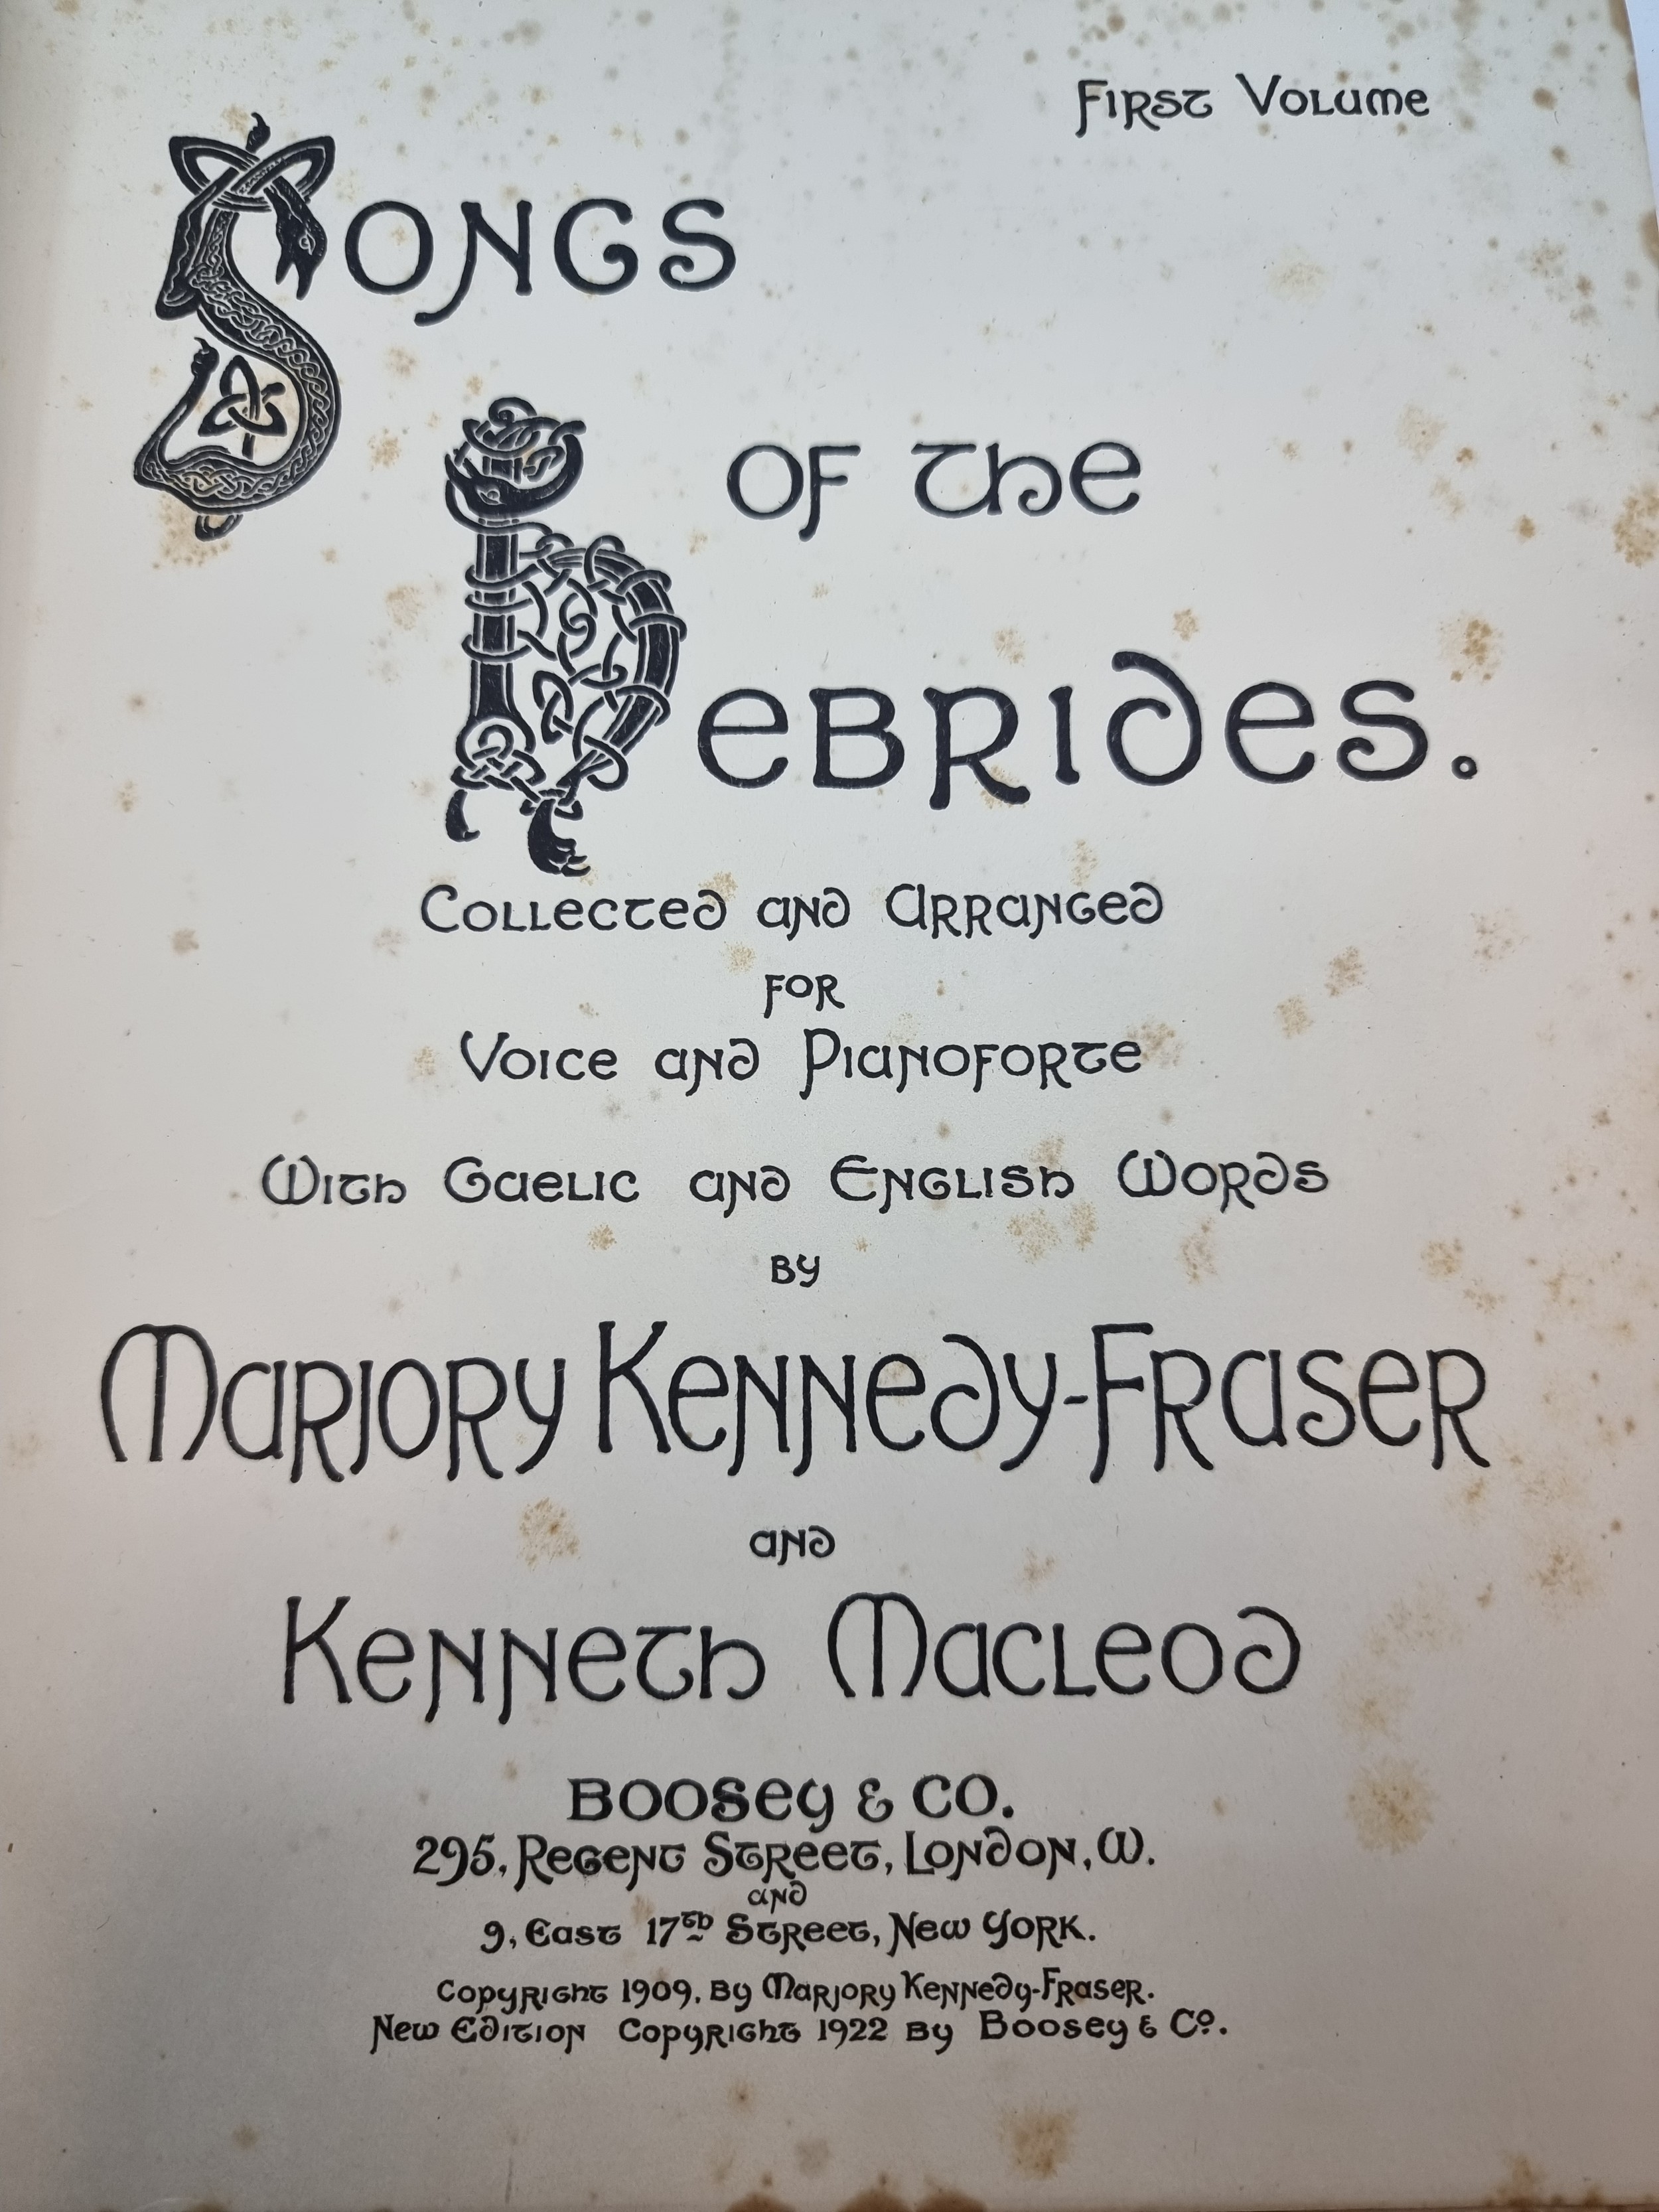 First Volume
Songs
of the
Hebrides.
Collected and Arranged
for
Voice and Pianoforte
With Gaelic and English Words
by
Marjory Kennedy-Fraser
and
Kenneth Macleod
BOOSEY & CO.
295, Regent Street, London, W.
and
9, East 17th Street, New York.
Copyright 1909, by Marjory Kennedy-Fraser.
New Edition Copyright 1922 by Boosey & Co.